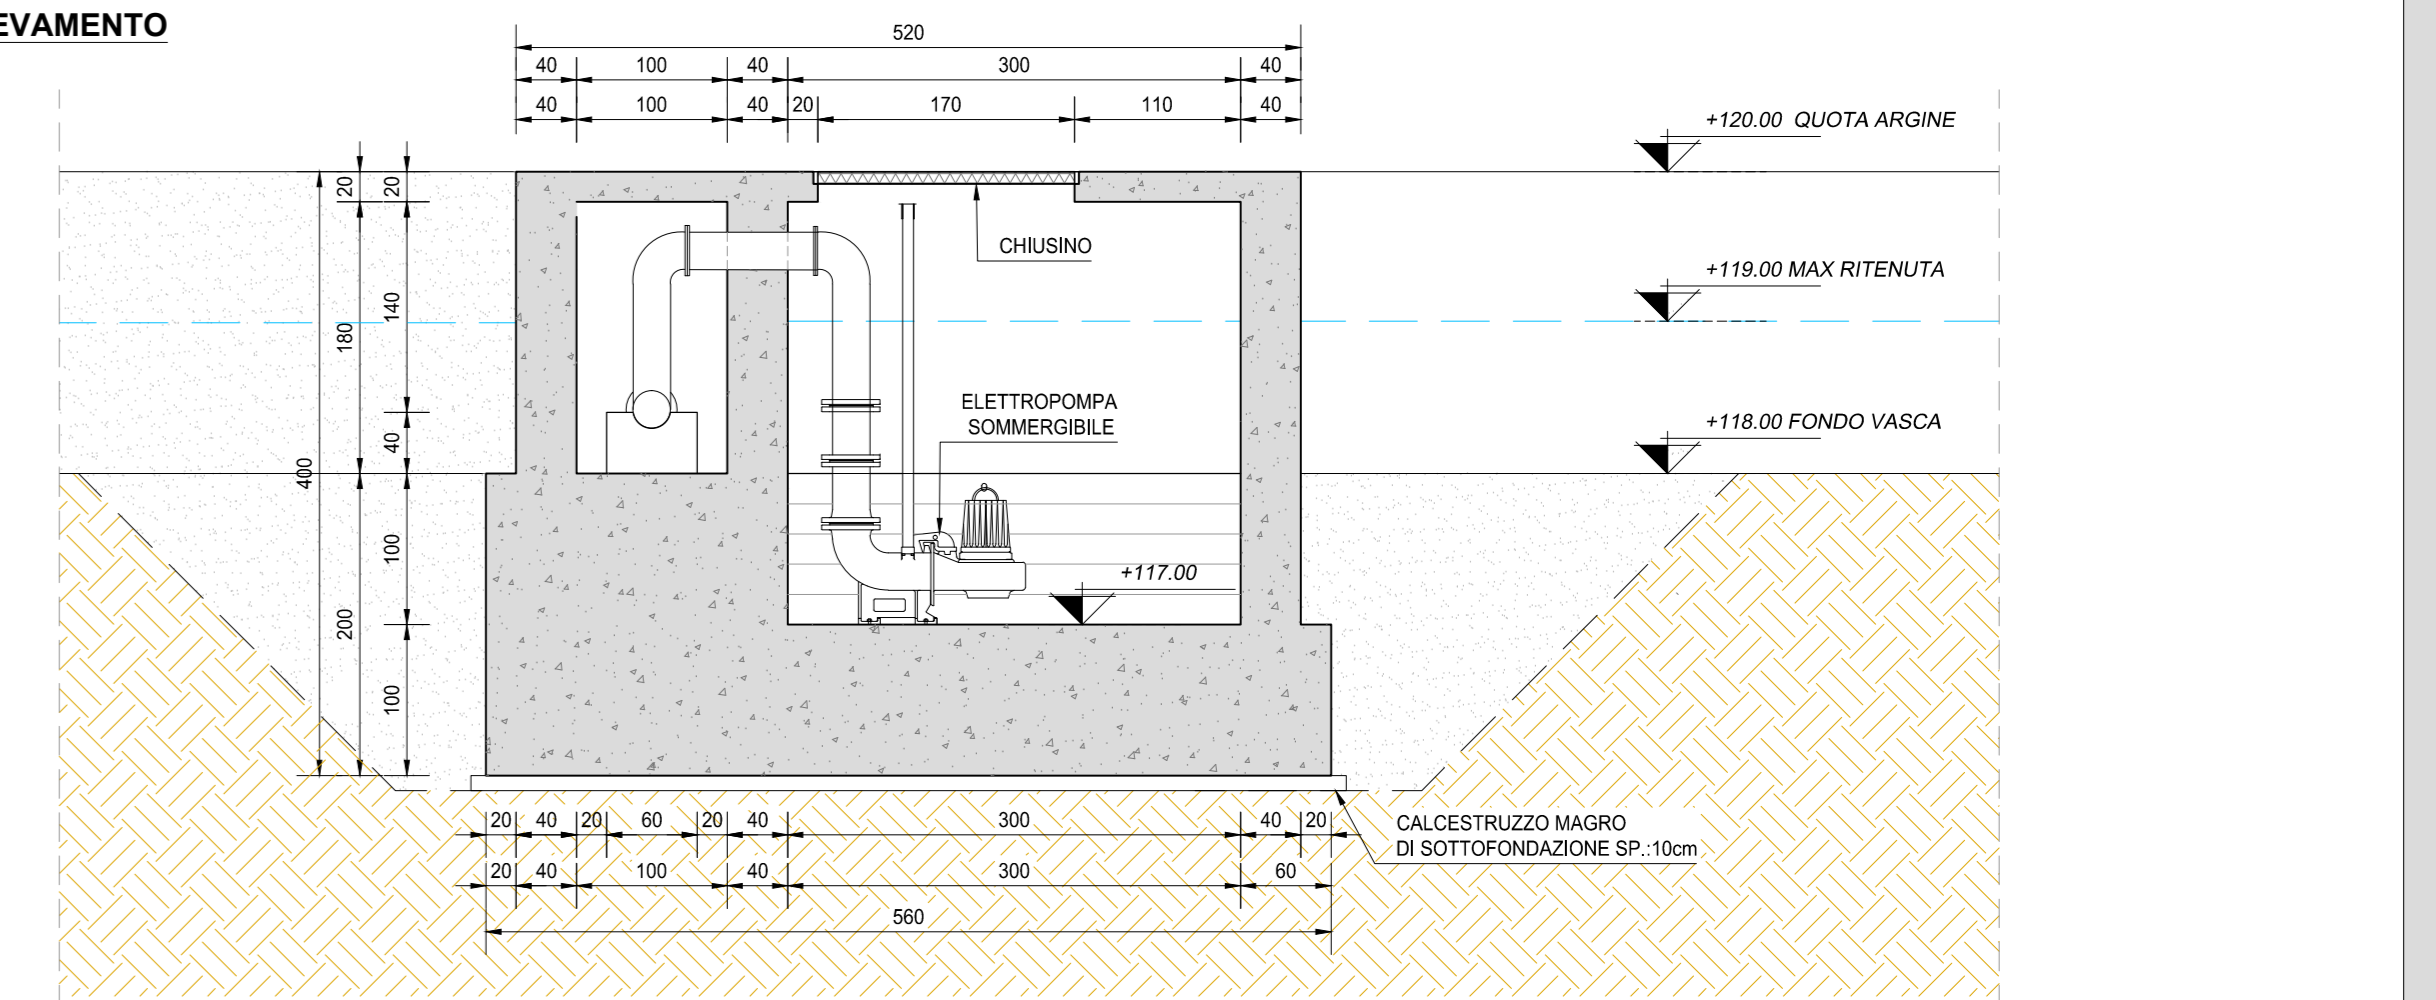 EVAMENTO
520
40 100 40 300 40
40 100 40 20 170 110 40
+120.00 QUOTA ARGINE
20 20
CHIUSINO
+119.00 MAX RITENUTA
140
180
ELETTROPOMPA
SOMMERGIBILE
+118.00 FONDO VASCA
40
400
100
+117.00
200
100
20 40 20 60 20 40 300 40 20
CALCESTRUZZO MAGRO
DI SOTTOFONDAZIONE SP.:10cm
20 40 100 40 300 60
560